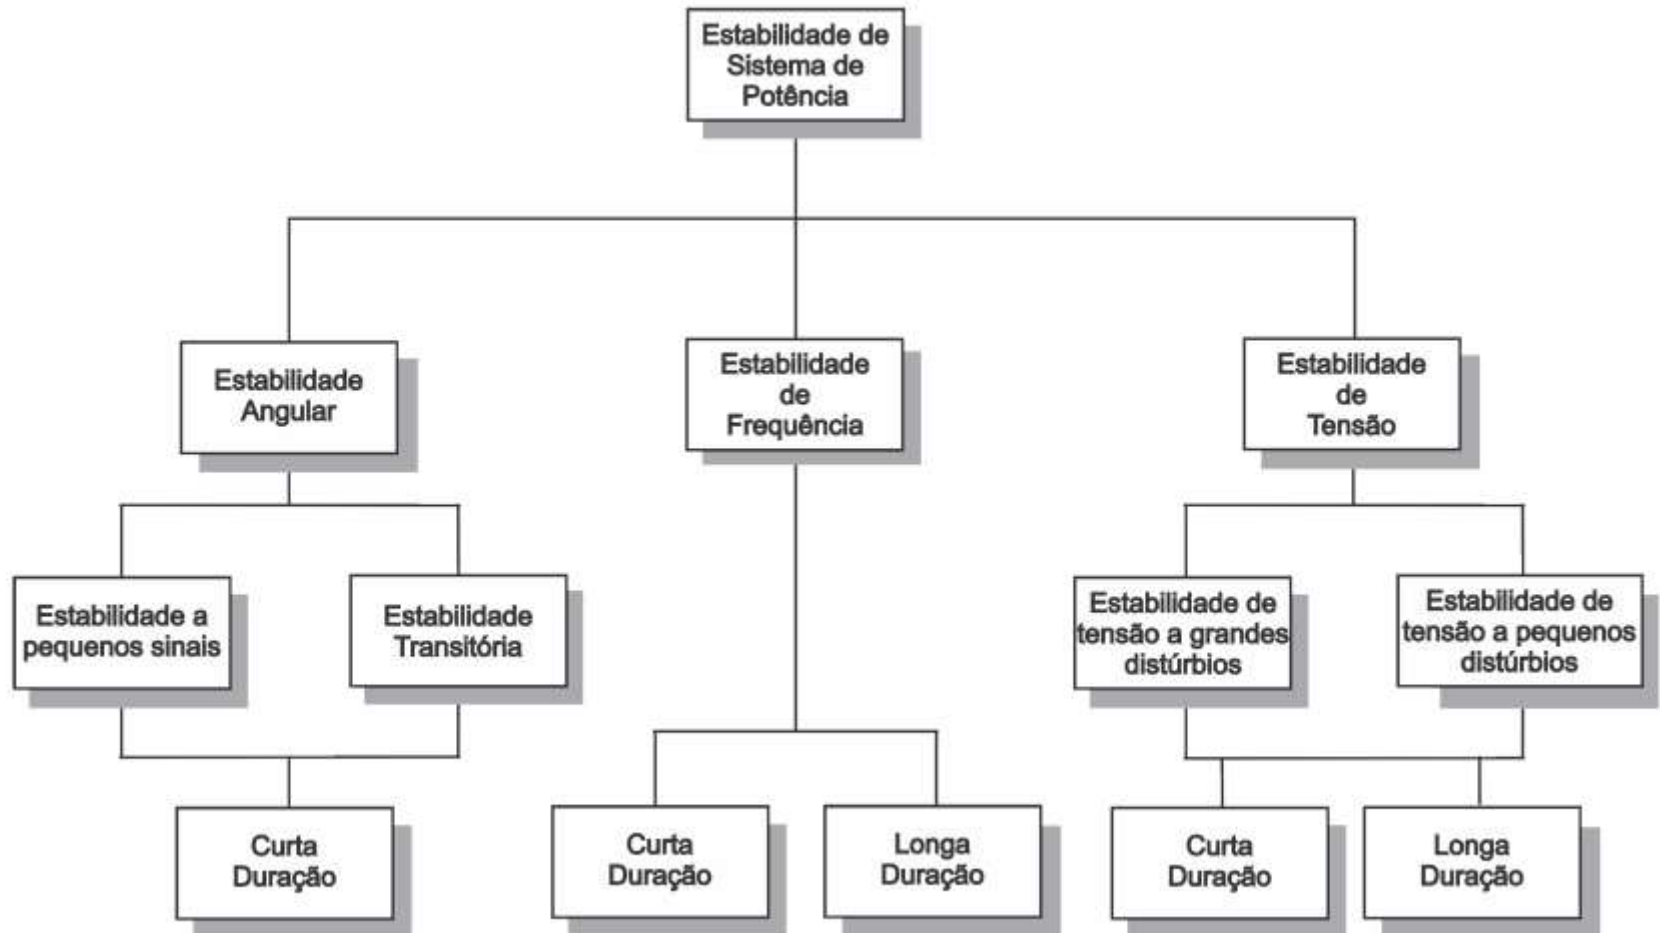 Estabilidade de
Sistema de
Potência
Estabilidade
Angular
Estabilidade
de
Frequência
Estabilidade
de
Tensão
Estabilidade a
pequenos sinais
Estabilidade
Transitória
Estabilidade de
tensão a grandes
distúrbios
Estabilidade de
tensão a pequenos
distúrbios
Curta
Duração
Curta
Duração
Longa
Duração
Curta
Duração
Longa
Duração